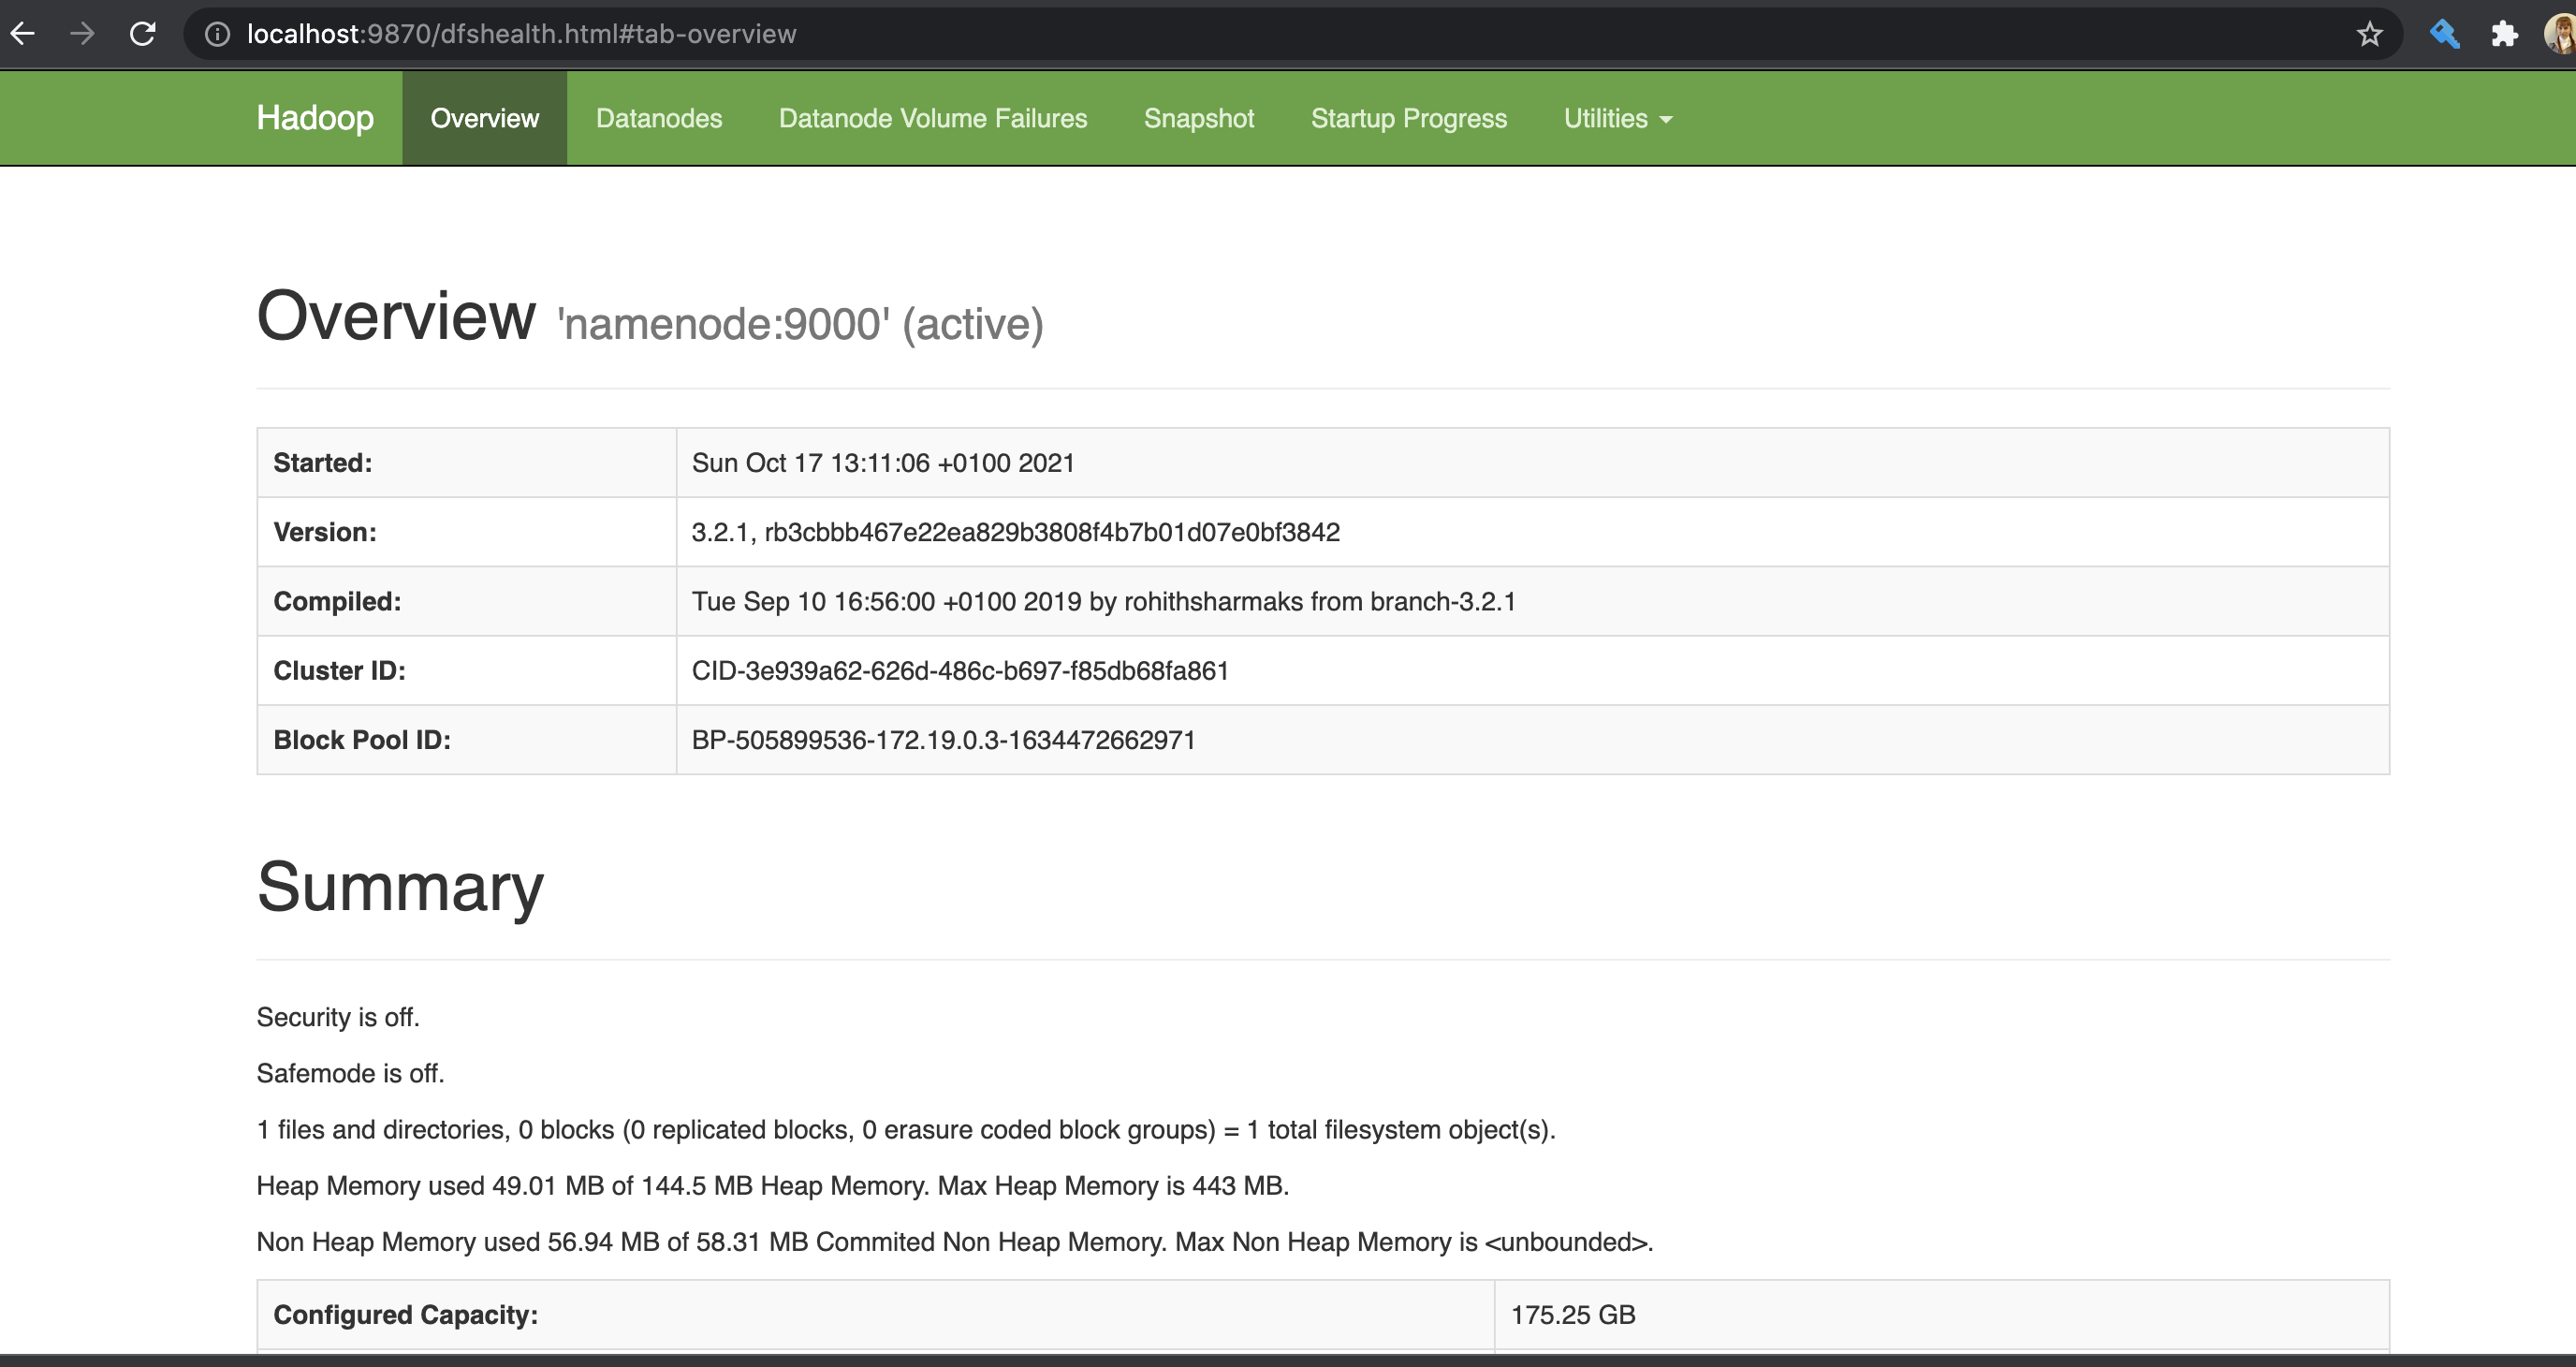 localhost:9870/dfshealth.html#tab-overview
Hadoop Overview Datanodes Datanode Volume Failures Snapshot Startup Progress Utilities
Overview 'namenode:9000' (active)
Started: Sun Oct 17 13:11:06 +0100 2021
Version: 3.2.1, rb3cbbb467e22ea829b3808f4b7b01d07e0bf3842
Compiled: Tue Sep 10 16:56:00 +0100 2019 by rohithsharmaks from branch-3.2.1
Cluster ID: CID-3e939a62-626d-486c-b697-f85db68fa861
Block Pool ID: BP-505899536-172.19.0.3-1634472662971
Summary
Security is off.
Safemode is off.
1 files and directories, 0 blocks (0 replicated blocks, 0 erasure coded block groups) = 1 total filesystem object(s).
Heap Memory used 49.01 MB of 144.5 MB Heap Memory. Max Heap Memory is 443 MB.
Non Heap Memory used 56.94 MB of 58.31 MB Commited Non Heap Memory. Max Non Heap Memory is <unbounded>.
Configured Capacity: 175.25 GB